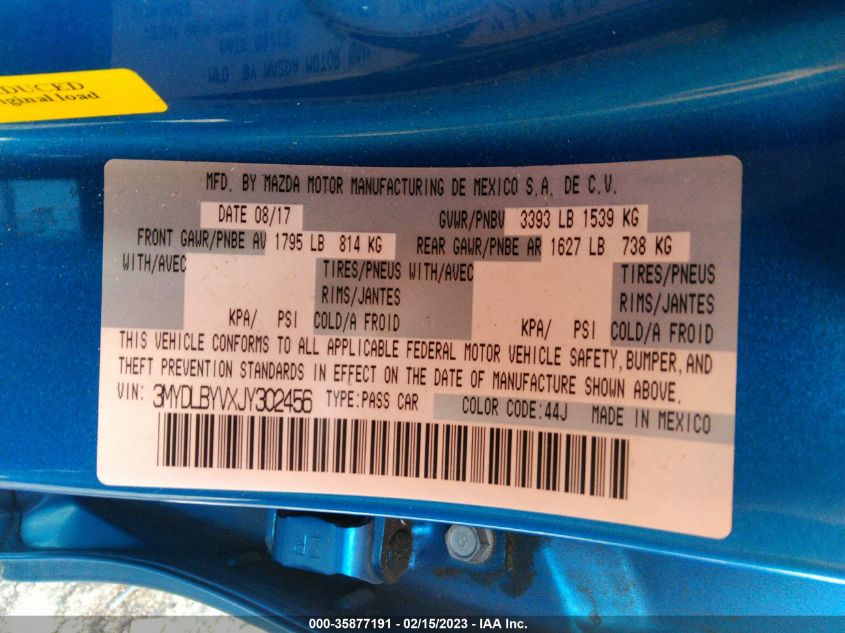 DUCED
ginal load
MFD. BY MAZDA MOTOR MANUFACTURING DE MEXICO S.A. DE C.V.
DATE 08/17 GVWR/PNBV 3393 LB 1539 KG
FRONT GAWR/PNBE AV 1795 LB 814 KG REAR GAWR/PNBE AR 1627 LB 738 KG
WITH/AVEC TIRES/PNEUS WITH/AVEC TIRES/PNEUS
RIMS/JANTES RIMS/JANTES
KPA/ PSI COLD/A FROID KPA/ PSI COLD/A FROID
THIS VEHICLE CONFORMS TO ALL APPLICABLE FEDERAL MOTOR VEHICLE SAFETY, BUMPER, AND
THEFT PREVENTION STANDARDS IN EFFECT ON THE DATE OF MANUFACTURE SHOWN ABOVE.
VIN: 3MYDLBYVXJY302456 TYPE:PASS CAR COLOR CODE:44J MADE IN MEXICO
ZR
8
000-35877191 - 02/15/2023 - IAA Inc.